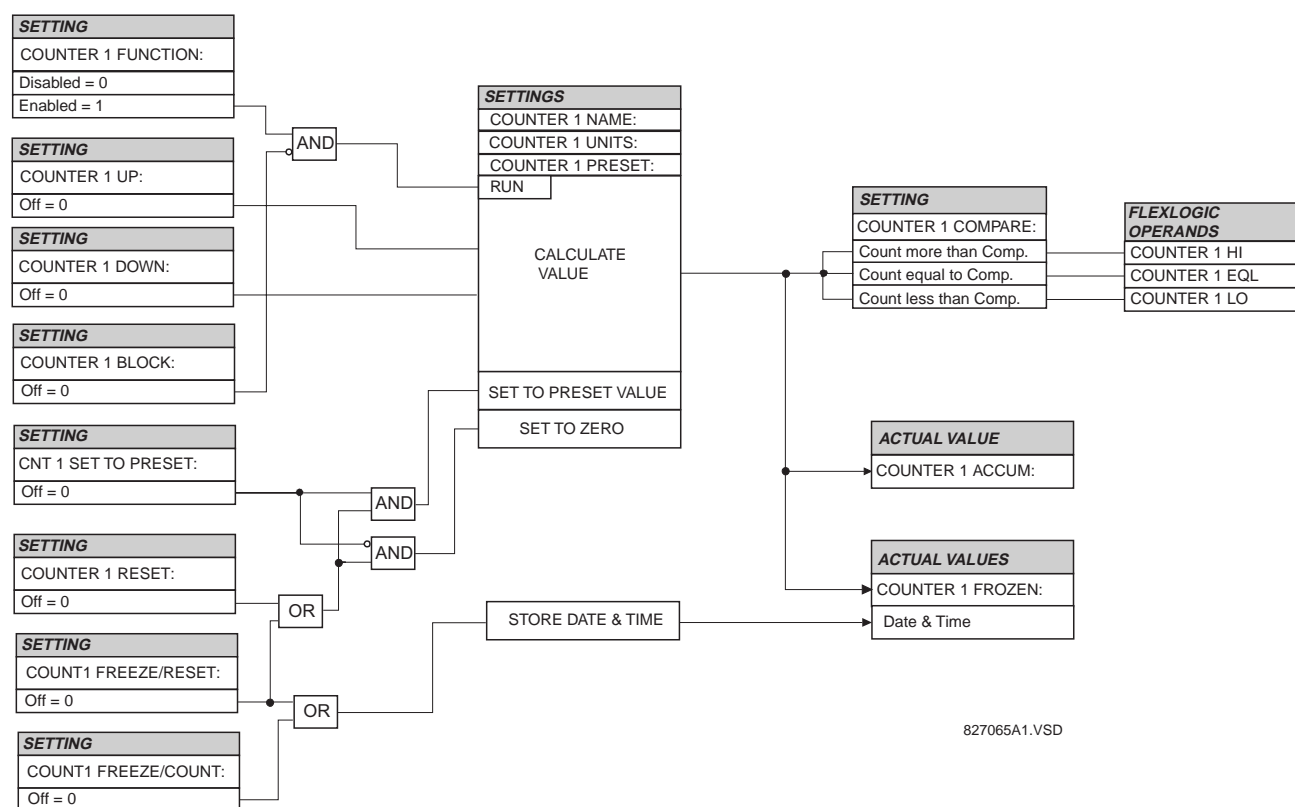 SETTING
COUNTER 1 FUNCTION:
Disabled = 0
Enabled = 1
SETTING
COUNTER 1 UP:
Off = 0
SETTING
COUNTER 1 DOWN:
Off = 0
SETTING
COUNTER 1 BLOCK:
Off = 0
SETTING
CNT 1 SET TO PRESET:
Off = 0
SETTING
COUNTER 1 RESET:
Off = 0
SETTING
COUNT1 FREEZE/RESET:
Off = 0
SETTING
COUNT1 FREEZE/COUNT:
Off = 0
AND
AND
AND
OR
OR
SETTINGS
COUNTER 1 NAME:
COUNTER 1 UNITS:
COUNTER 1 PRESET:
RUN
CALCULATE
VALUE
SET TO PRESET VALUE
SET TO ZERO
STORE DATE & TIME
SETTING
COUNTER 1 COMPARE:
Count more than Comp.
Count equal to Comp.
Count less than Comp.
FLEXLOGIC
OPERANDS
COUNTER 1 HI
COUNTER 1 EQL
COUNTER 1 LO
ACTUAL VALUE
COUNTER 1 ACCUM:
ACTUAL VALUES
COUNTER 1 FROZEN:
Date & Time
827065A1.VSD